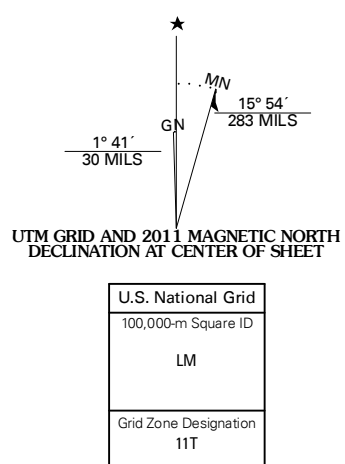 ★
MN
GN
15° 54´
283 MILS
1° 41´
30 MILS
UTM GRID AND 2011 MAGNETIC NORTH
DECLINATION AT CENTER OF SHEET
U.S. National Grid
100,000-m Square ID
LM
Grid Zone Designation
11T